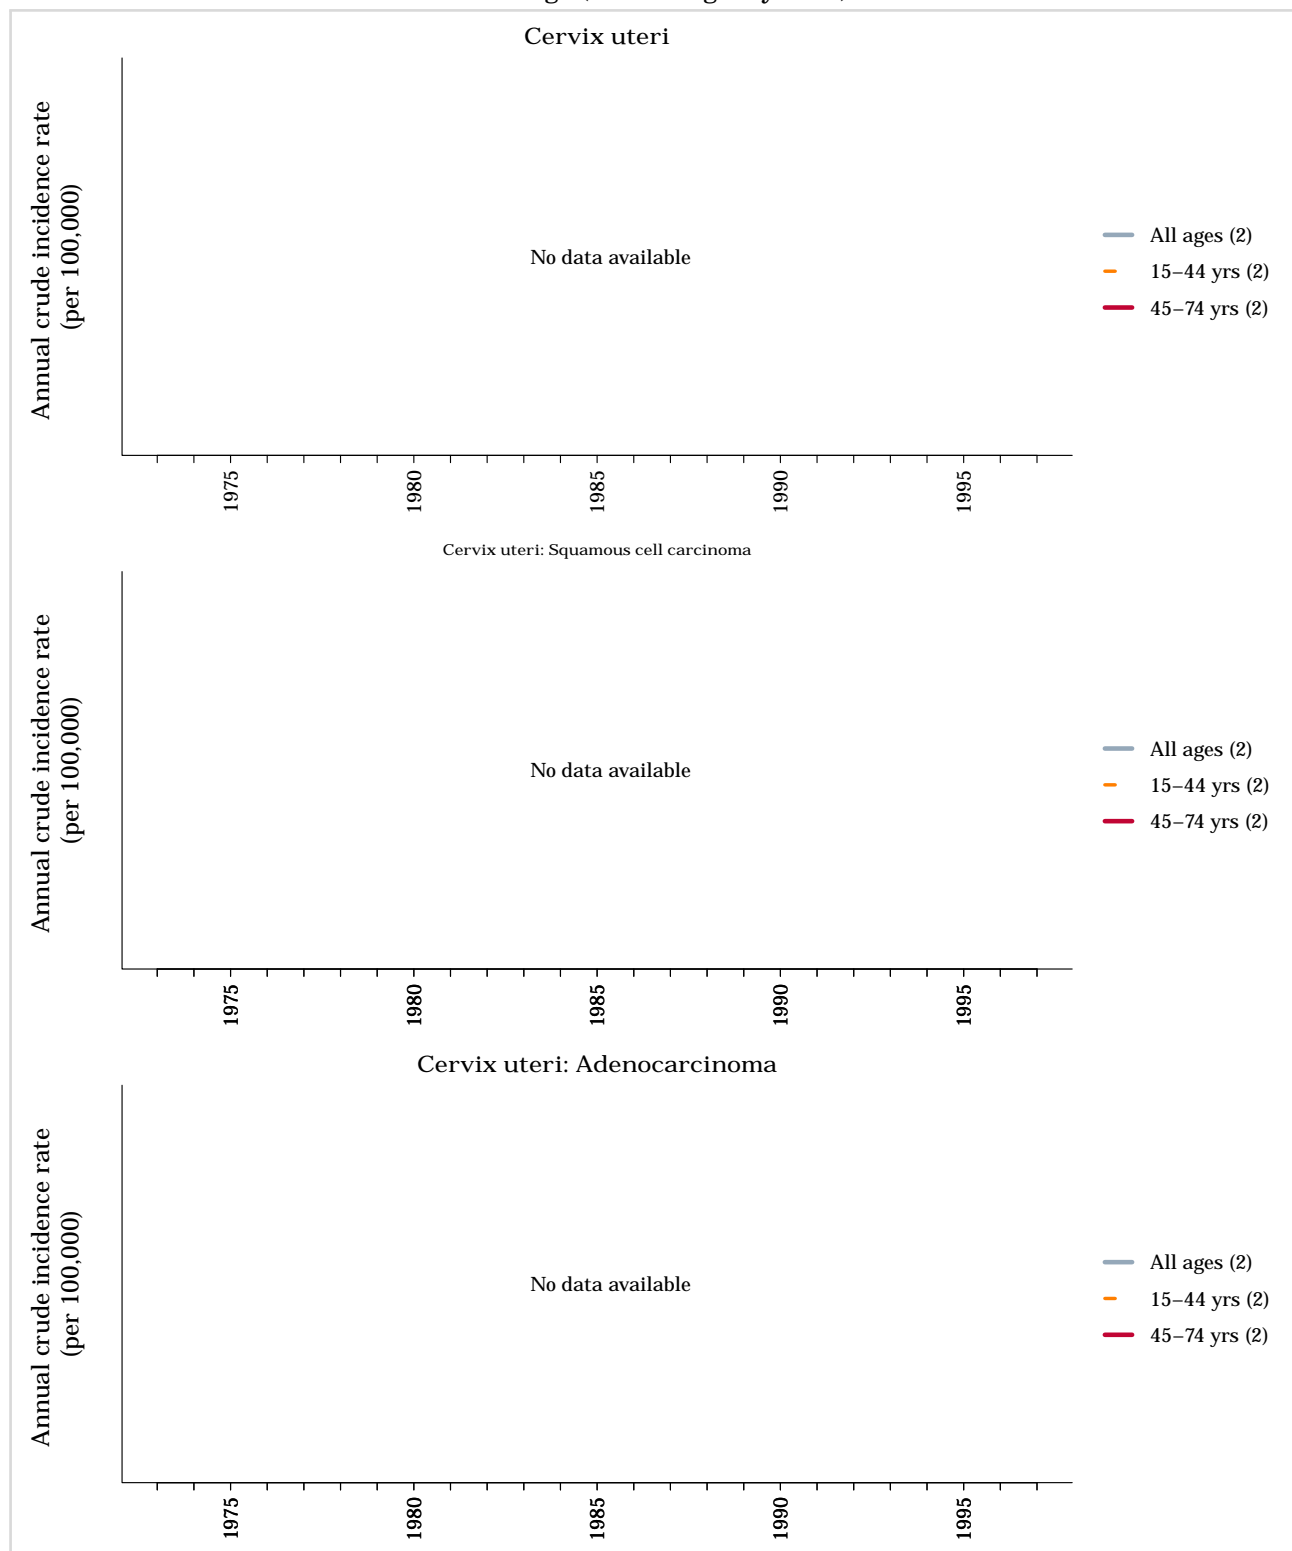 Cervix uteri
Annual crude incidence rate
(per 100,000)
No data available
All ages (2)
15–44 yrs (2)
45–74 yrs (2)
1975
1980
1985
1990
1995
Cervix uteri: Squamous cell carcinoma
Annual crude incidence rate
(per 100,000)
No data available
All ages (2)
15–44 yrs (2)
45–74 yrs (2)
1975
1980
1985
1990
1995
Cervix uteri: Adenocarcinoma
Annual crude incidence rate
(per 100,000)
No data available
All ages (2)
15–44 yrs (2)
45–74 yrs (2)
1975
1980
1985
1990
1995